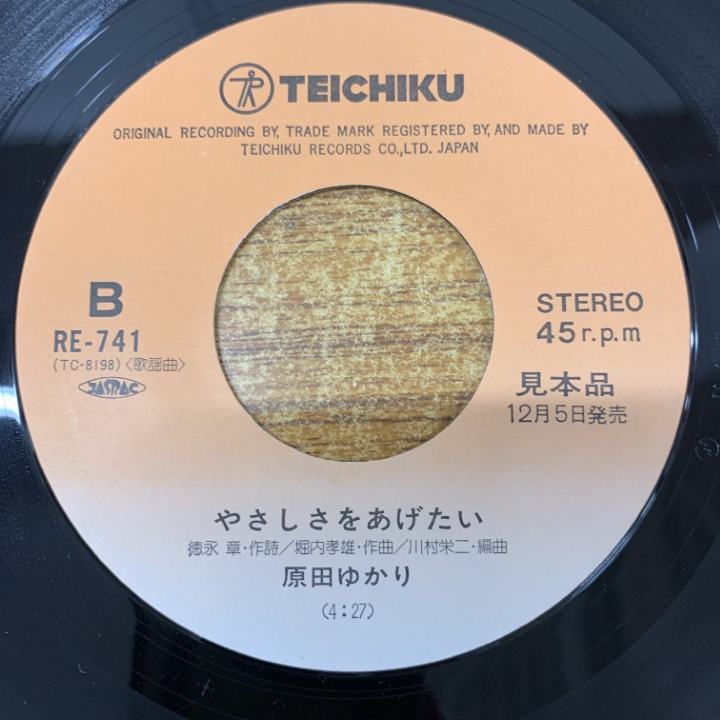 TEICHIKU
ORIGINAL RECORDING BY, TRADE MARK REGISTERED BY, AND MADE BY
TEICHIKU RECORDS CO.,LTD. JAPAN
B
RE-741
(TC-8198)〈歌謡曲〉
JASRAC
STEREO
45 r.p.m
見本品
12月5日発売
やさしさをあげたい
徳永 章・作詩／堀内孝雄・作曲／川村栄二・編曲
原田ゆかり
(4:27)